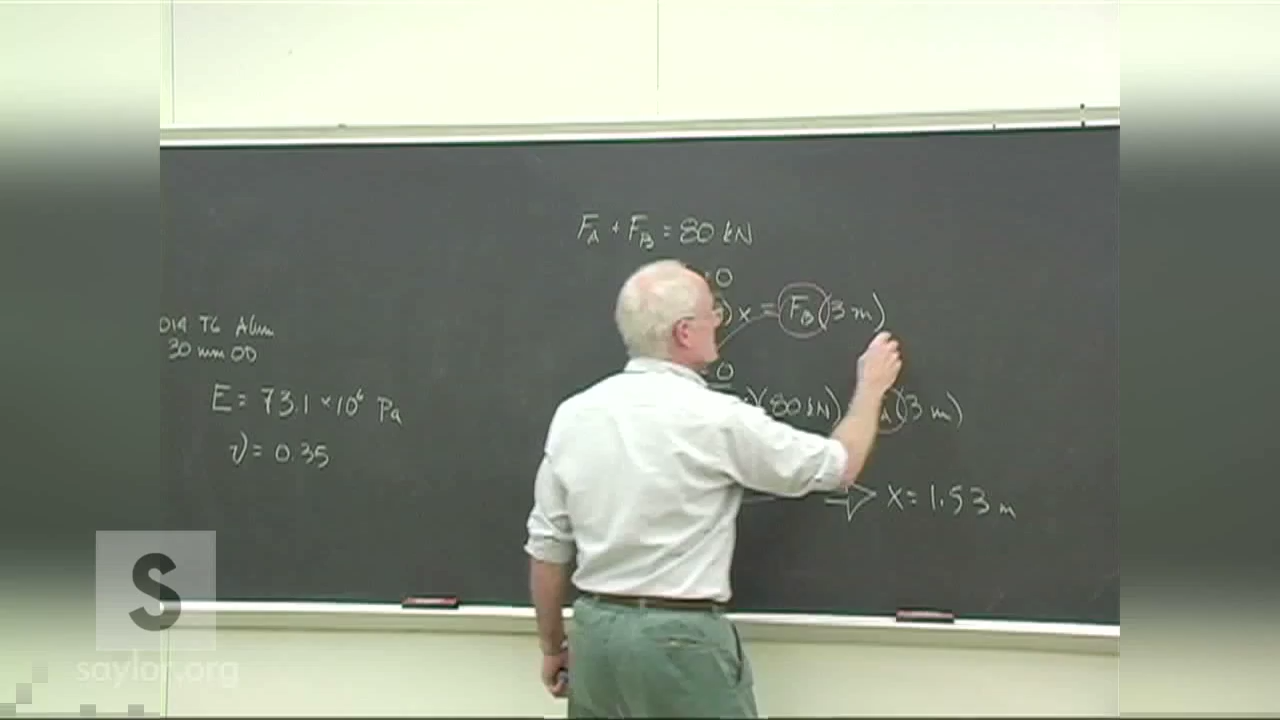 F_A + F_B = 80 kN
= 0
) x = F_B (3 m)
014 T6 Alum
30 mm OD
= 0
E = 73.1 × 10⁶ Pa
)(80 kN) A (3 m)
ν = 0.35
⇒ x = 1.53 m
S
saylor.org